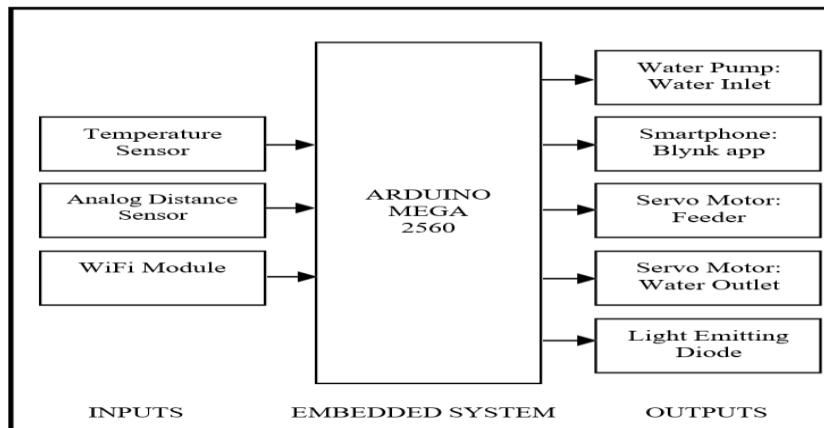 Temperature
Sensor
Analog Distance
Sensor
WiFi Module
ARDUINO
MEGA
2560
Water Pump:
Water Inlet
Smartphone:
Blynk app
Servo Motor:
Feeder
Servo Motor:
Water Outlet
Light Emitting
Diode
INPUTS
EMBEDDED SYSTEM
OUTPUTS